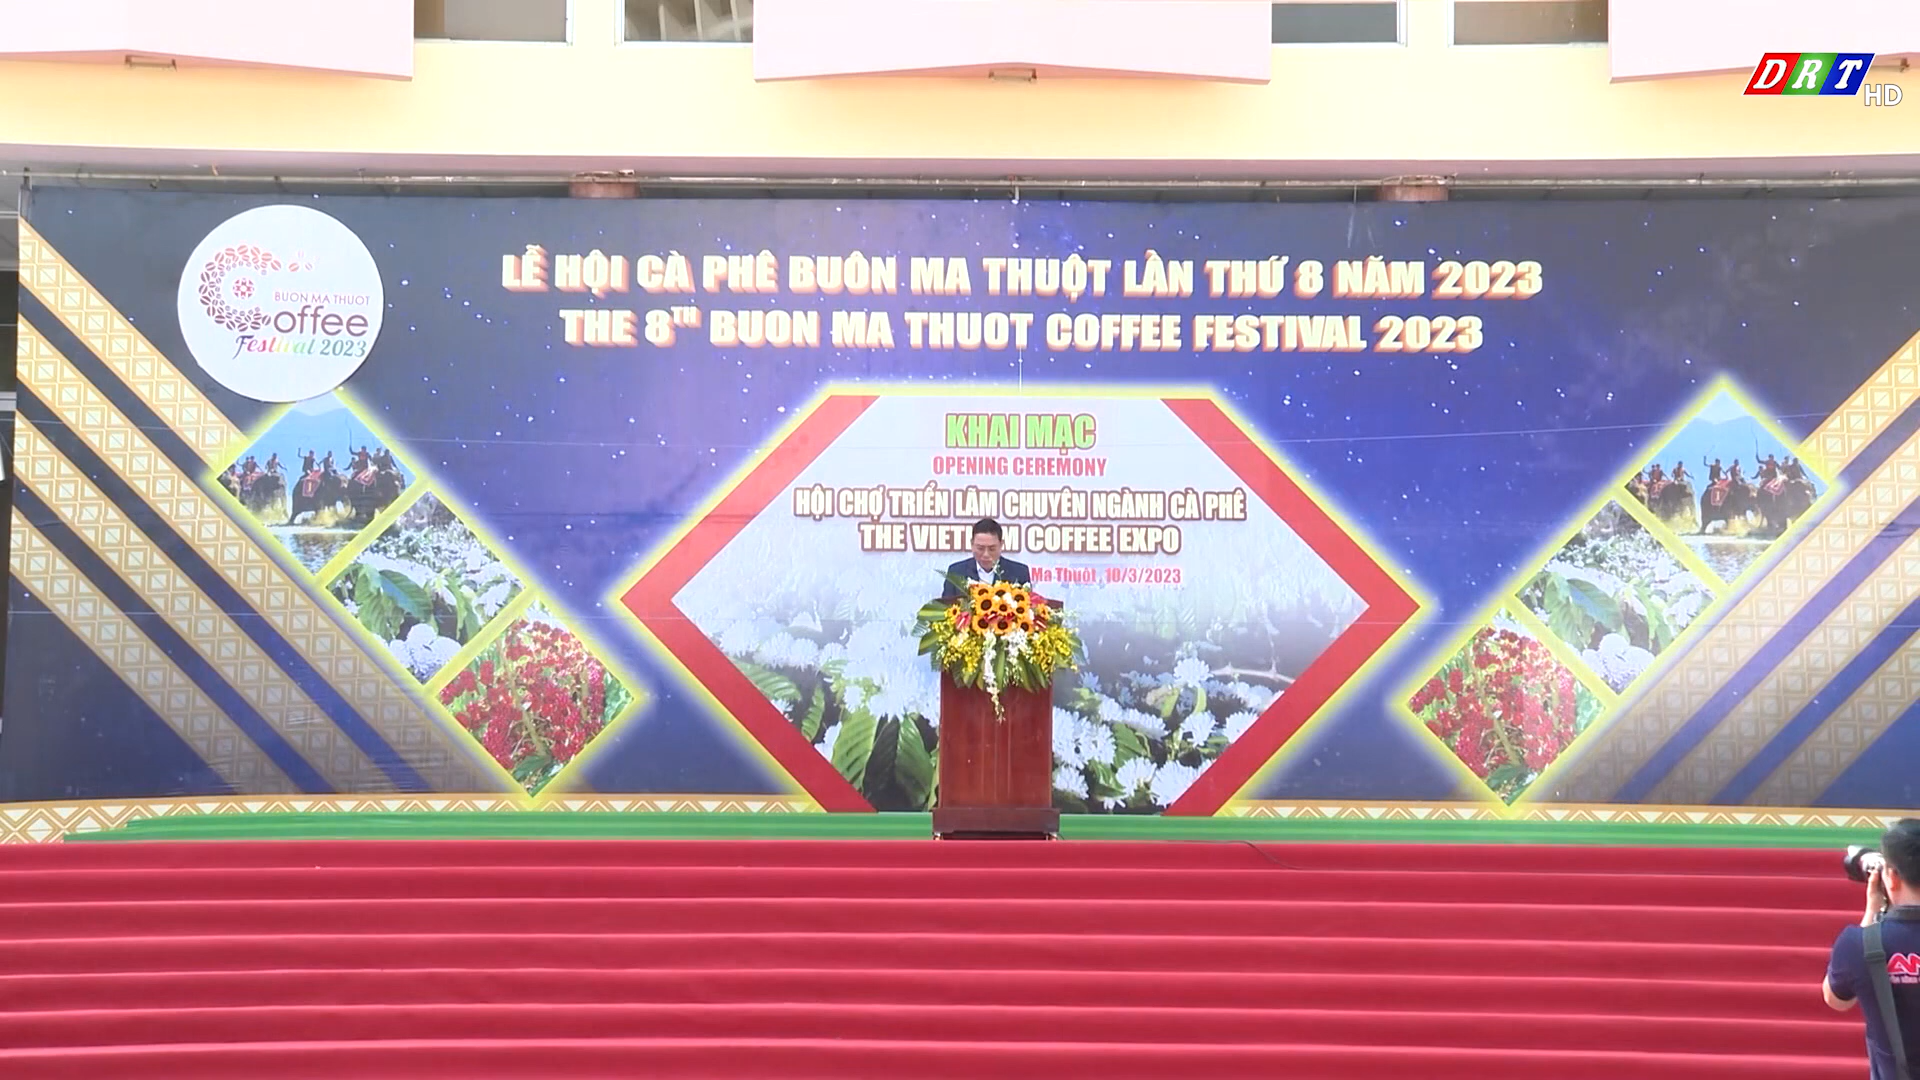 DRT HD
LỄ HỘI CÀ PHÊ BUÔN MA THUỘT LẦN THỨ 8 NĂM 2023
THE 8TH BUON MA THUOT COFFEE FESTIVAL 2023
BUON MA THUOT
Coffee
Festival 2023
KHAI MẠC
OPENING CEREMONY
HỘI CHỢ TRIỂN LÃM CHUYÊN NGÀNH CÀ PHÊ
THE VIETNAM COFFEE EXPO
Ma Thuột, 10/3/2023